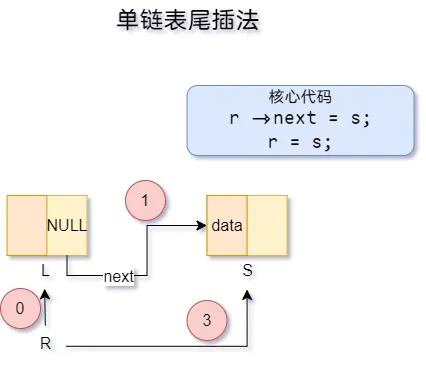 单链表尾插法
核心代码
r ->next = s;
r = s;
1
NULL
data
next
L
S
0
3
R